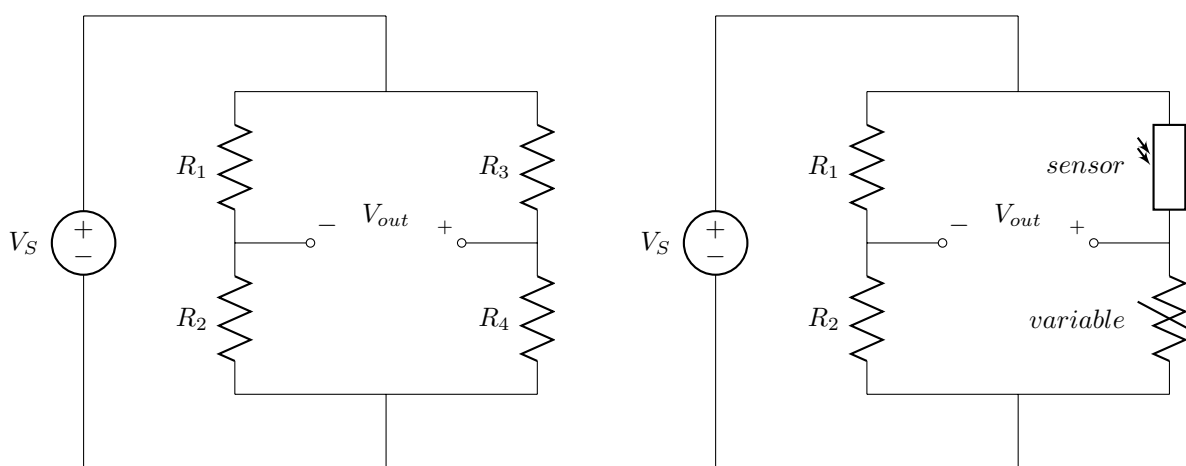 R₁
R₃
− V_out +
V_S
+
−
R₂
R₄
R₁
sensor
− V_out +
V_S
+
−
R₂
variable